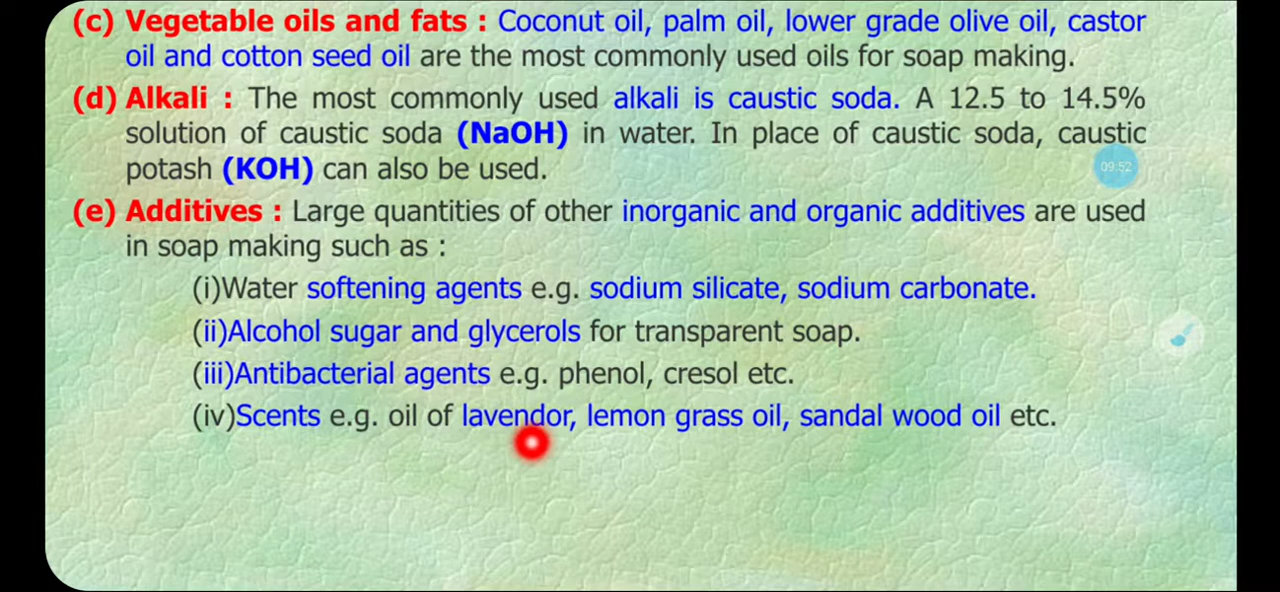 (c) Vegetable oils and fats : Coconut oil, palm oil, lower grade olive oil, castor
oil and cotton seed oil are the most commonly used oils for soap making.
(d) Alkali : The most commonly used alkali is caustic soda. A 12.5 to 14.5%
solution of caustic soda (NaOH) in water. In place of caustic soda, caustic
potash (KOH) can also be used.
09:52
(e) Additives : Large quantities of other inorganic and organic additives are used
in soap making such as :
(i)Water softening agents e.g. sodium silicate, sodium carbonate.
(ii)Alcohol sugar and glycerols for transparent soap.
(iii)Antibacterial agents e.g. phenol, cresol etc.
(iv)Scents e.g. oil of lavendor, lemon grass oil, sandal wood oil etc.